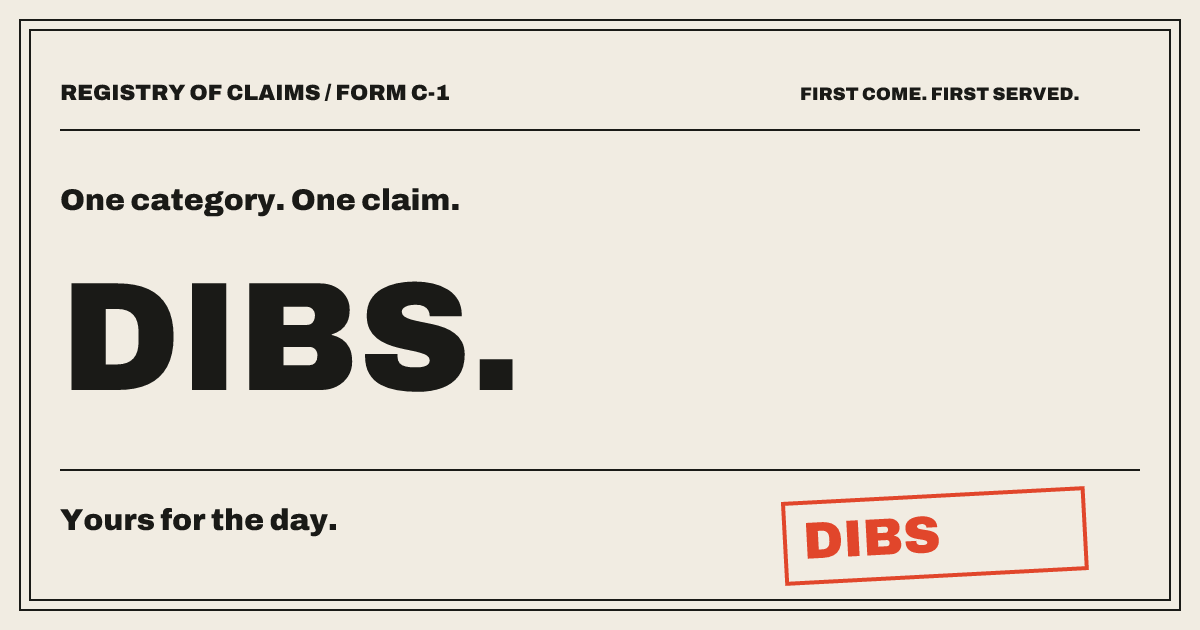 REGISTRY OF CLAIMS / FORM C-1
FIRST COME. FIRST SERVED.
One category. One claim.
DIBS.
Yours for the day.
DIBS